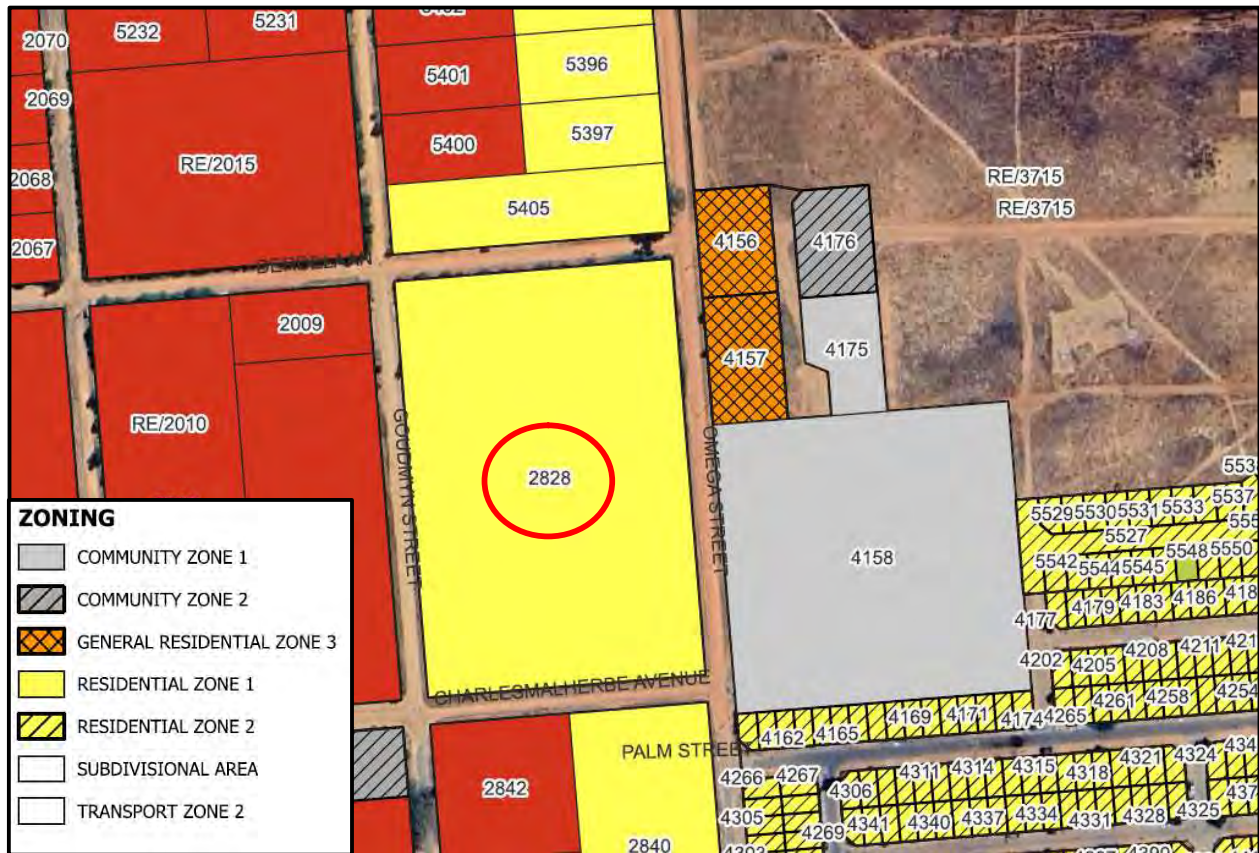 2070
5232
5231
5401
5396
2069
5400
5397
RE/2015
2068
RE/3715
RE/3715
5405
2067
4156
4176
2009
4157
4175
RE/2010
GOUDMYN STREET
OMEGA STREET
2828
4158
5529 5530 5531 5533 5537
5527
5542 5544 5545 5548 5550
4177 4179 4183 4186
4202 4205 4208 4211
4261 4258 4254
CHARLESMALHERBE AVENUE
4162 4165 4169 4171 4174 4265
PALM STREET
4266 4267 4306 4311 4314 4315 4318 4321 4324
2842
4305
4269 4341 4340 4337 4334 4331 4328 4325
2840
ZONING
COMMUNITY ZONE 1
COMMUNITY ZONE 2
GENERAL RESIDENTIAL ZONE 3
RESIDENTIAL ZONE 1
RESIDENTIAL ZONE 2
SUBDIVISIONAL AREA
TRANSPORT ZONE 2